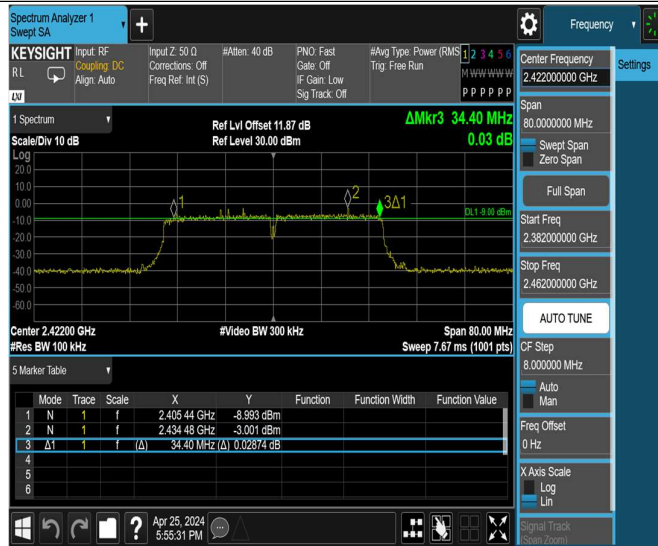 Spectrum Analyzer 1
Swept SA
Frequency
KEYSIGHT
Input: RF
Coupling: DC
Align: Auto
Input Z: 50 Ω
Corrections: Off
Freq Ref: Int (S)
#Atten: 40 dB
PNO: Fast
Gate: Off
IF Gain: Low
Sig Track: Off
#Avg Type: Power (RMS
Trig: Free Run
1 2 3 4 5 6
M W W W W W
P P P P P P
R L
LXI
Center Frequency
2.422000000 GHz
Settings
Span
80.0000000 MHz
Swept Span
Zero Span
Full Span
Start Freq
2.382000000 GHz
Stop Freq
2.462000000 GHz
AUTO TUNE
CF Step
8.000000 MHz
Auto
Man
Freq Offset
0 Hz
X Axis Scale
Log
Lin
Signal Track
(Span Zoom)
1 Spectrum
Scale/Div 10 dB
Ref Lvl Offset 11.87 dB
Ref Level 30.00 dBm
ΔMkr3 34.40 MHz
0.03 dB
Log
20.0
10.0
0.00
-10.0
-20.0
-30.0
-40.0
-50.0
-60.0
1
2
3Δ1
DL1 -9.00 dBm
Center 2.42200 GHz
#Video BW 300 kHz
Span 80.00 MHz
#Res BW 100 kHz
Sweep 7.67 ms (1001 pts)
5 Marker Table
Mode Trace Scale X Y Function Function Width Function Value
1 N 1 f 2.405 44 GHz -8.993 dBm
2 N 1 f 2.434 48 GHz -3.001 dBm
3 Δ1 1 f (Δ) 34.40 MHz (Δ) 0.02874 dB
4
5
6
Apr 25, 2024
5:55:31 PM